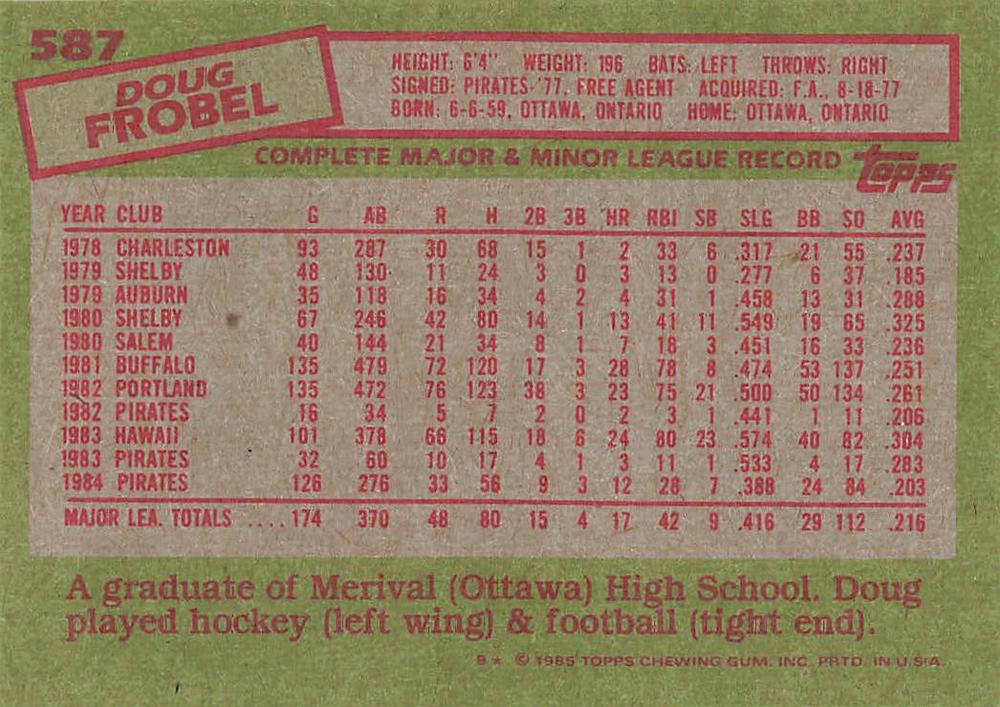 587
DOUG
FROBEL
HEIGHT: 6'4" WEIGHT: 196 BATS: LEFT THROWS: RIGHT
SIGNED: PIRATES-'77, FREE AGENT ACQUIRED: F.A., 8-18-77
BORN: 6-6-59, OTTAWA, ONTARIO HOME: OTTAWA, ONTARIO
COMPLETE MAJOR & MINOR LEAGUE RECORD topps
YEAR CLUB G AB R H 2B 3B HR RBI SB SLG BB SO AVG
1978 CHARLESTON 93 287 30 68 15 1 2 33 6 .317 21 55 .237
1979 SHELBY 48 130 11 24 3 0 3 13 0 .277 6 37 .185
1979 AUBURN 35 118 16 34 4 2 4 31 1 .458 13 31 .288
1980 SHELBY 67 246 42 80 14 1 13 41 11 .549 19 65 .325
1980 SALEM 40 144 21 34 8 1 7 18 3 .451 16 33 .236
1981 BUFFALO 135 479 72 120 17 3 28 78 8 .474 53 137 .251
1982 PORTLAND 135 472 76 123 38 3 23 75 21 .500 50 134 .261
1982 PIRATES 16 34 5 7 2 0 2 3 1 .441 1 11 .206
1983 HAWAII 101 378 66 115 18 6 24 80 23 .574 40 82 .304
1983 PIRATES 32 60 10 17 4 1 3 11 1 .533 4 17 .283
1984 PIRATES 126 276 33 56 9 3 12 28 7 .388 24 84 .203
MAJOR LEA. TOTALS ....174 370 48 80 15 4 17 42 9 .416 29 112 .216
A graduate of Merival (Ottawa) High School. Doug
played hockey (left wing) & football (tight end).
B★ © 1985 TOPPS CHEWING GUM, INC. PRTD. IN U.S.A.